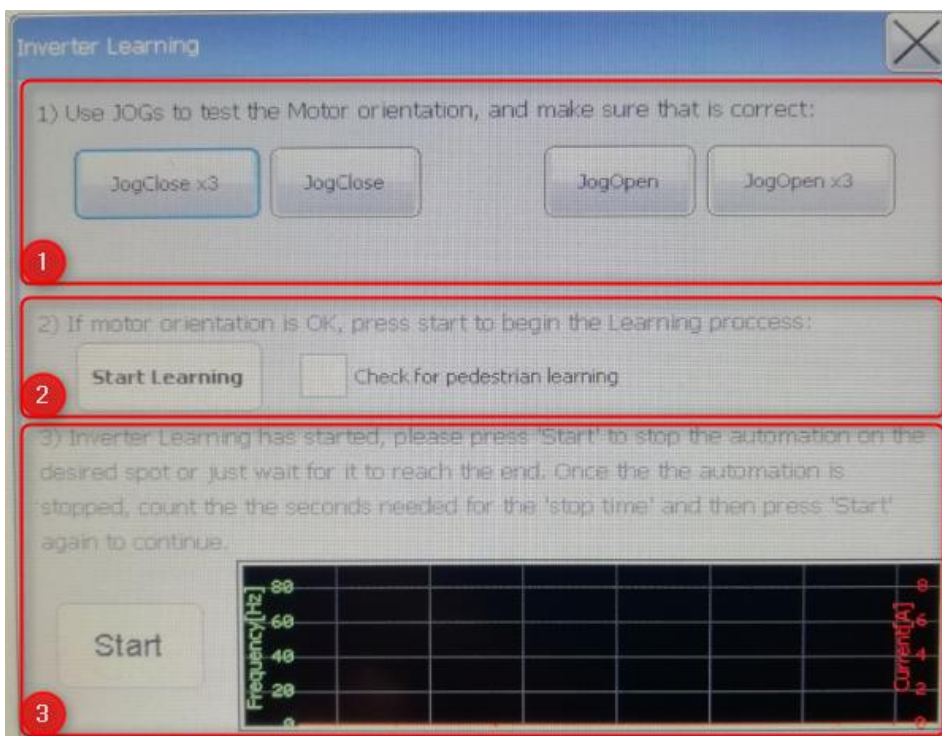 Inverter Learning
1) Use JOGs to test the Motor orientation, and make sure that is correct:
JogClose x3
JogClose
JogOpen
JogOpen x3
1
2) If motor orientation is OK, press start to begin the Learning proccess:
Start Learning
Check for pedestrian learning
2
3) Inverter Learning has started, please press 'Start' to stop the automation on the
desired spot or just wait for it to reach the end. Once the the automation is
stopped, count the the seconds needed for the 'stop time' and then press 'Start'
again to continue.
Start
Frequency[Hz]
80
60
40
20
0
Current[A]
8
6
4
2
0
3